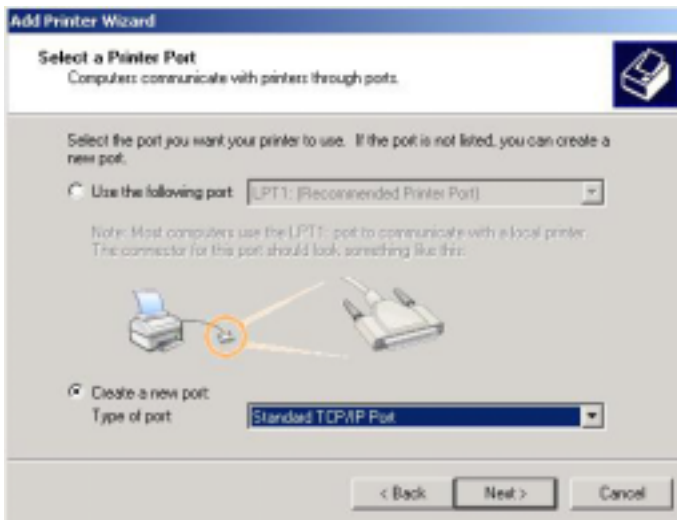 Add Printer Wizard
Select a Printer Port
Computers communicate with printers through ports.
Select the port you want your printer to use. If the port is not listed, you can create a
new port.
Use the following port: LPT1: (Recommended Printer Port)
Note: Most computers use the LPT1: port to communicate with a local printer.
The connector for this port should look something like this:
Create a new port:
Type of port: Standard TCP/IP Port
< Back Next > Cancel